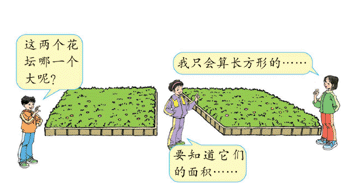 这两个花
坛哪一个
大呢？
我只会算长方形的……
要知道它们
的面积……